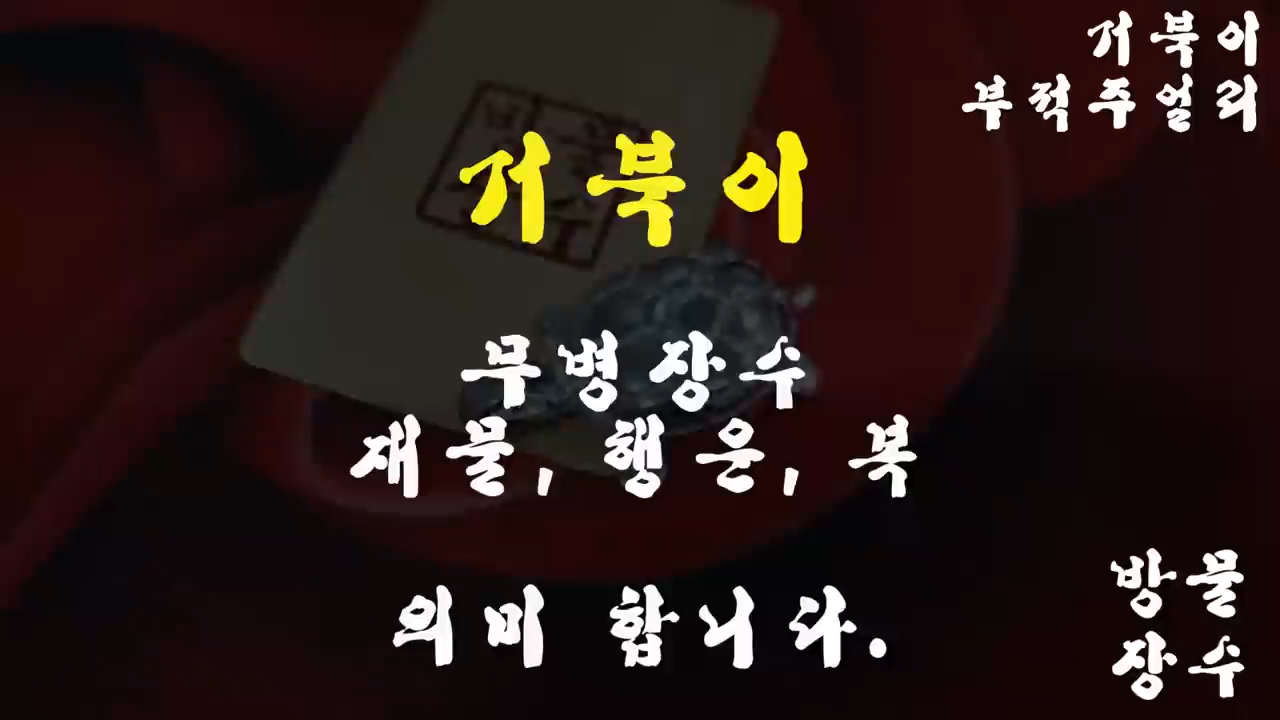 거북이
부적주얼리
거북이
무병장수
재물, 행운, 복
의미 합니다.
방물
장수